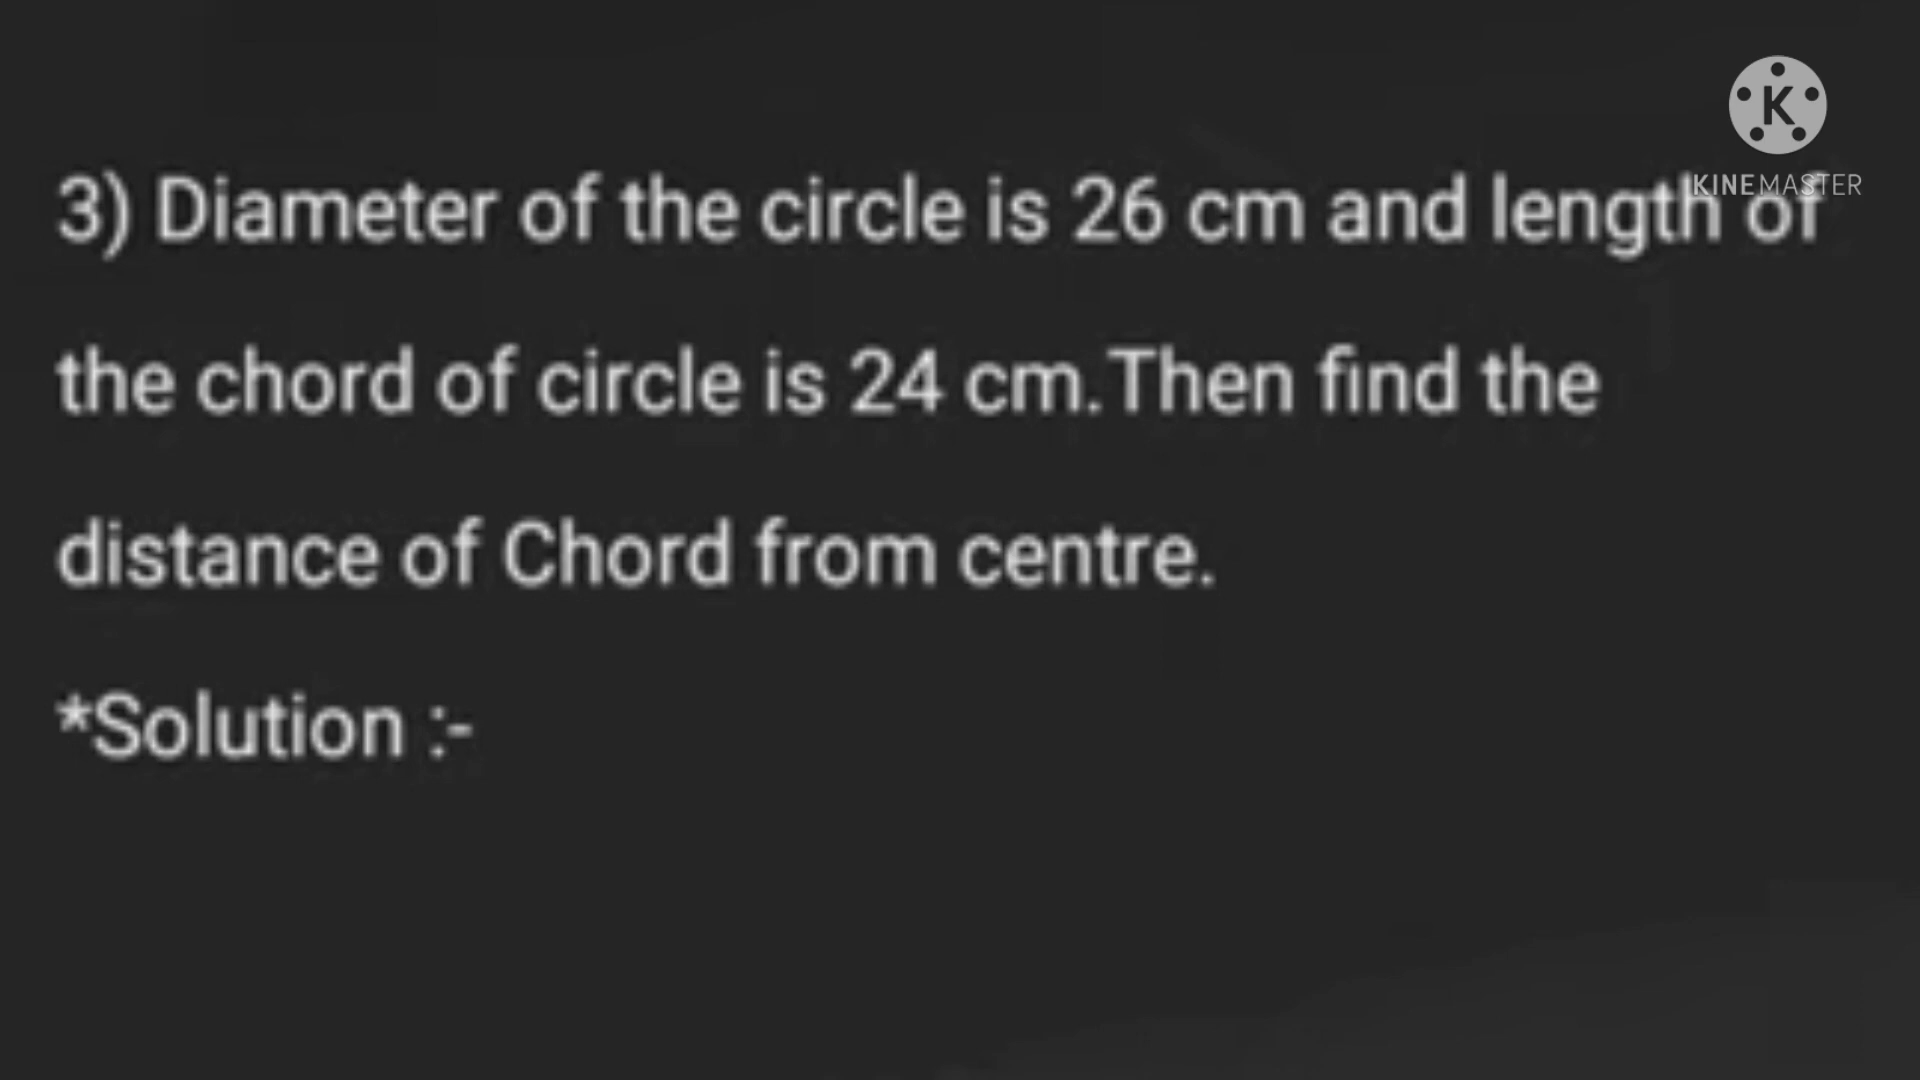 K
KINEMASTER
3) Diameter of the circle is 26 cm and length of
the chord of circle is 24 cm.Then find the
distance of Chord from centre.
*Solution :-